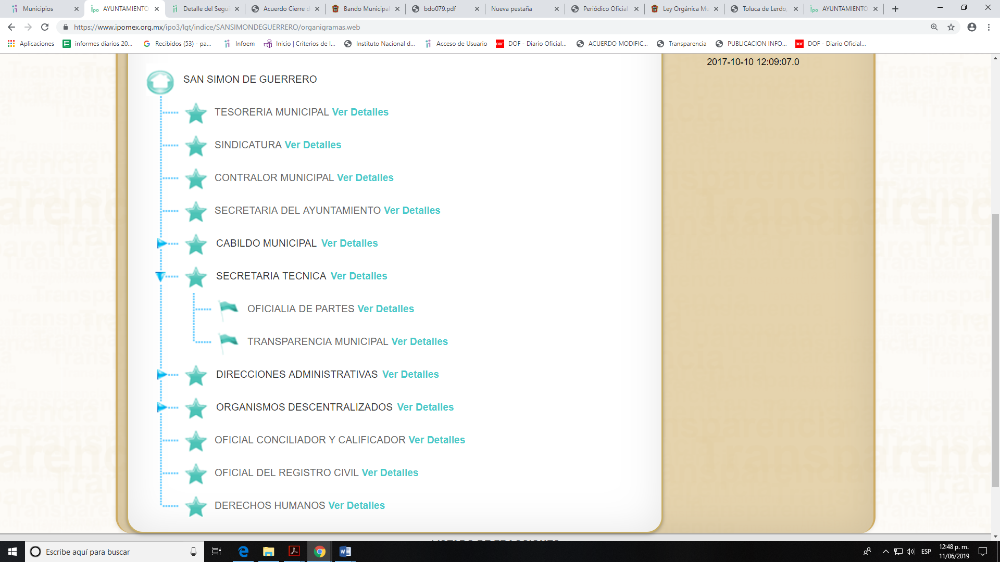 Municipios
AYUNTAMIENTO
Detalle del Segui
Acuerdo Cierre d
Bando Municipal
bdo079.pdf
Nueva pestaña
Periódico Oficial
Ley Orgánica Mu
Toluca de Lerdo,
AYUNTAMIENTO
https://www.ipomex.org.mx/ipo3/lgt/indice/SANSIMONDEGUERRERO/organigramas.web
Aplicaciones
informes diarios 20...
Recibidos (53) - pa...
Infoem
Inicio | Criterios de l...
Instituto Nacional d...
Acceso de Usuario
DOF - Diario Oficial...
ACUERDO MODIFIC...
Transparencia
PUBLICACION INFO...
DOF - Diario Oficial...
2017-10-10 12:09:07.0
SAN SIMON DE GUERRERO
TESORERIA MUNICIPAL Ver Detalles
SINDICATURA Ver Detalles
CONTRALOR MUNICIPAL Ver Detalles
SECRETARIA DEL AYUNTAMIENTO Ver Detalles
CABILDO MUNICIPAL Ver Detalles
SECRETARIA TECNICA Ver Detalles
OFICIALIA DE PARTES Ver Detalles
TRANSPARENCIA MUNICIPAL Ver Detalles
DIRECCIONES ADMINISTRATIVAS Ver Detalles
ORGANISMOS DESCENTRALIZADOS Ver Detalles
OFICIAL CONCILIADOR Y CALIFICADOR Ver Detalles
OFICIAL DEL REGISTRO CIVIL Ver Detalles
DERECHOS HUMANOS Ver Detalles
LISTADO DE FRACCIONES
Escribe aquí para buscar
ESP
12:48 p. m.
11/06/2019